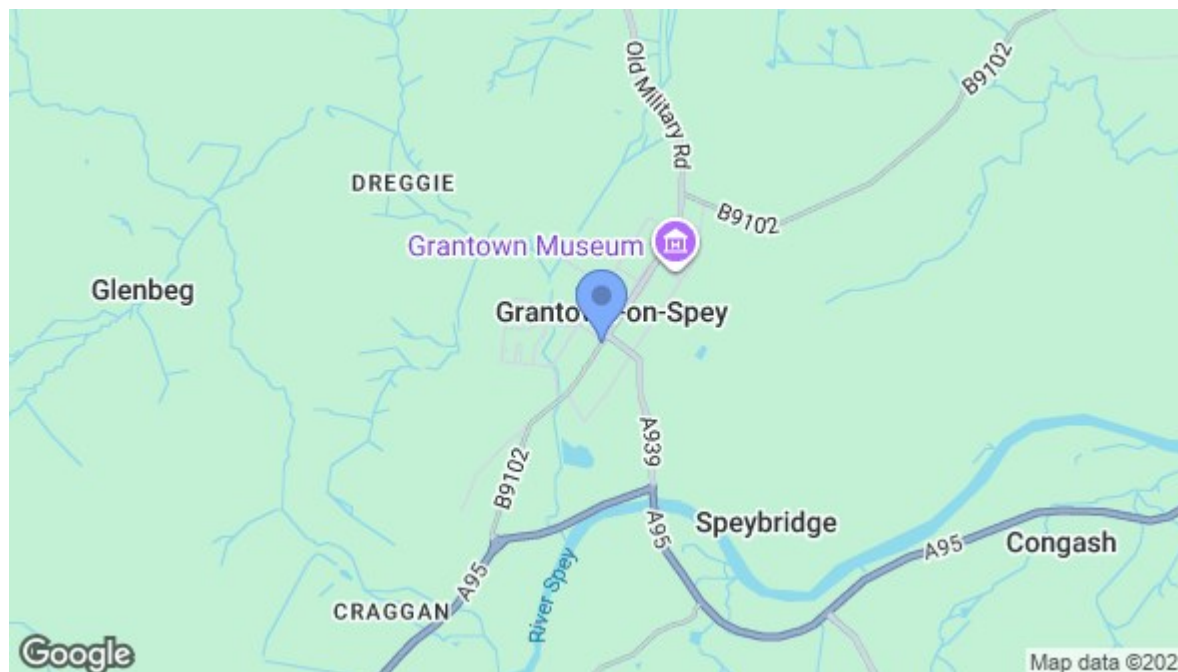 Old Military Rd
B9102
DREGGIE
B9102
Grantown Museum
Glenbeg
Grantown-on-Spey
A939
B9102
Speybridge
A95
A95
Congash
A95
River Spey
CRAGGAN
Google
Map data ©202